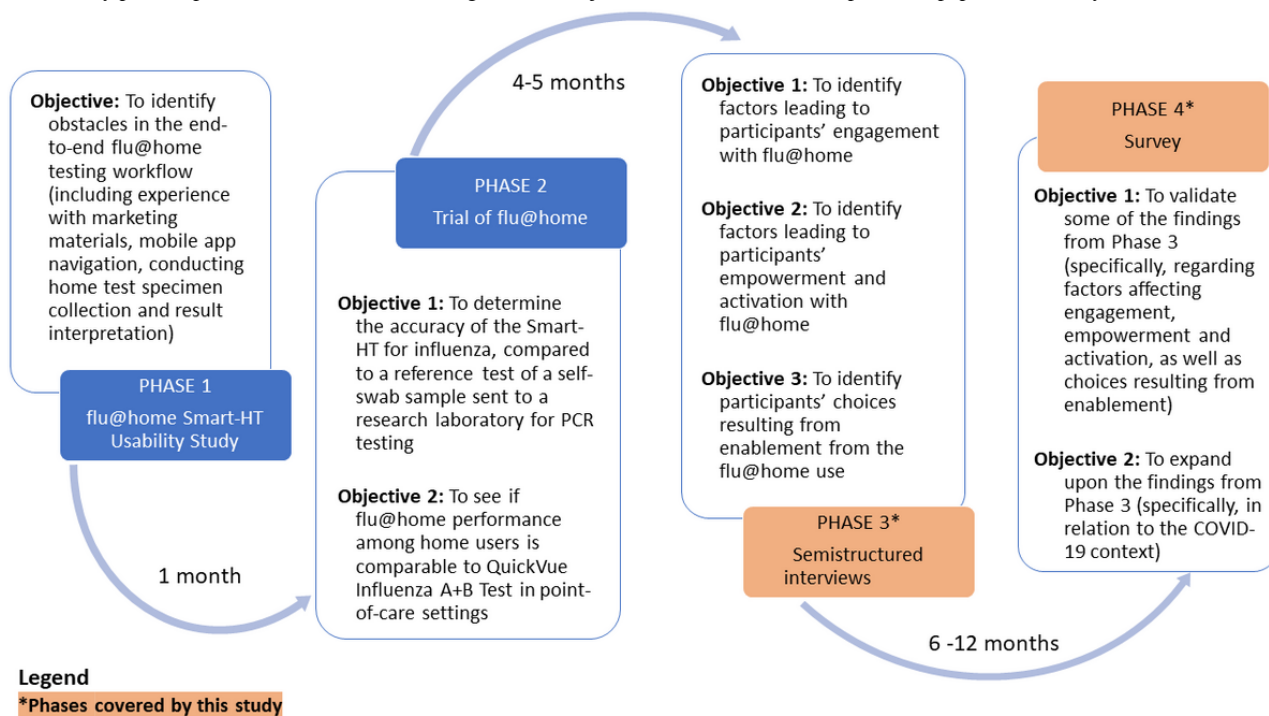 Objective: To identify
obstacles in the end-
to-end flu@home
testing workflow
(including experience
with marketing
materials, mobile app
navigation, conducting
home test specimen
collection and result
interpretation)
PHASE 1
flu@home Smart-HT
Usability Study
1 month
PHASE 2
Trial of flu@home
Objective 1: To determine
the accuracy of the Smart-
HT for influenza, compared
to a reference test of a self-
swab sample sent to a
research laboratory for PCR
testing
Objective 2: To see if
flu@home performance
among home users is
comparable to QuickVue
Influenza A+B Test in point-
of-care settings
4-5 months
Objective 1: To identify
factors leading to
participants’ engagement
with flu@home
Objective 2: To identify
factors leading to
participants’
empowerment and
activation with
flu@home
Objective 3: To identify
participants’ choices
resulting from
enablement from the
flu@home use
PHASE 3*
Semistructured
interviews
6 -12 months
PHASE 4*
Survey
Objective 1: To validate
some of the findings
from Phase 3
(specifically, regarding
factors affecting
engagement,
empowerment and
activation, as well as
choices resulting from
enablement)
Objective 2: To expand
upon the findings from
Phase 3 (specifically, in
relation to the COVID-
19 context)
Legend
*Phases covered by this study